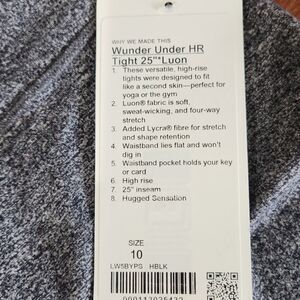 WHY WE MADE THIS
Wunder Under HR
Tight 25"*Luon
1. These versatile, high-rise
tights were designed to fit
like a second skin—perfect for
yoga or the gym
2. Luon® fabric is soft,
sweat-wicking, and four-way
stretch
3. Added Lycra® fibre for stretch
and shape retention
4. Waistband lies flat and won't
dig in
5. Waistband pocket holds your key
or card
6. High rise
7. 25" inseam
8. Hugged Sensation
SIZE
10
LW5BYPS HBLK